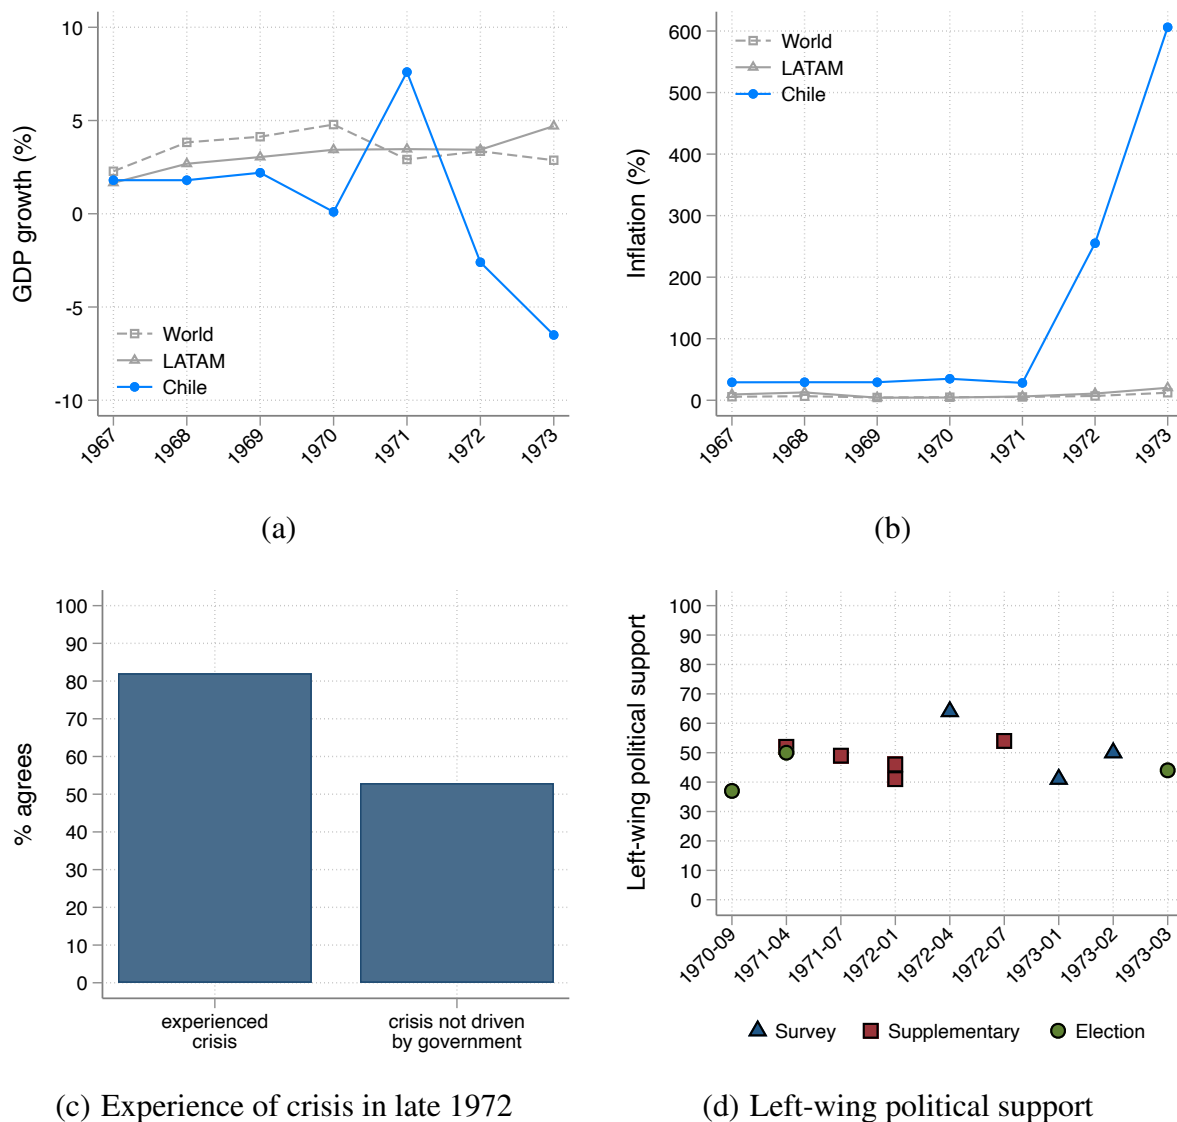 10
5
0
-5
-10
GDP growth (%)
World
LATAM
Chile
1967
1968
1969
1970
1971
1972
1973
(a)
600
500
400
300
200
100
0
Inflation (%)
World
LATAM
Chile
1967
1968
1969
1970
1971
1972
1973
(b)
100
90
80
70
60
50
40
30
20
10
0
% agrees
experienced
crisis
crisis not driven
by government
(c) Experience of crisis in late 1972
100
90
80
70
60
50
40
30
20
10
0
Left-wing political support
1970-09
1971-04
1971-07
1972-01
1972-04
1972-07
1973-01
1973-02
1973-03
Survey
Supplementary
Election
(d) Left-wing political support